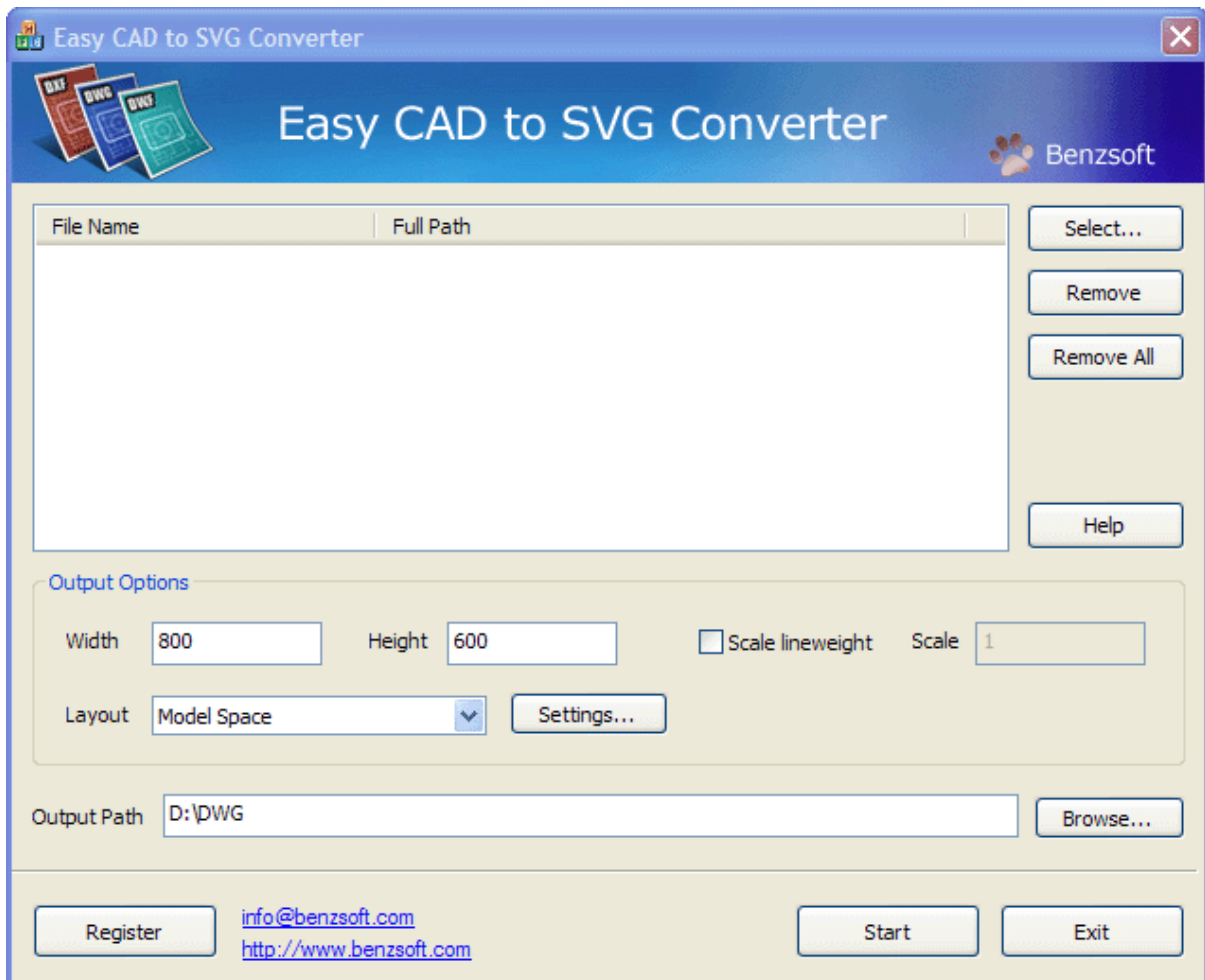 Easy CAD to SVG Converter
DXF
DWG
DWF
Easy CAD to SVG Converter
Benzsoft
File Name Full Path
Select...
Remove
Remove All
Help
Output Options
Width 800 Height 600 Scale lineweight Scale 1
Layout Model Space Settings...
Output Path D:\DWG Browse...
Register
info@benzsoft.com
http://www.benzsoft.com
Start
Exit